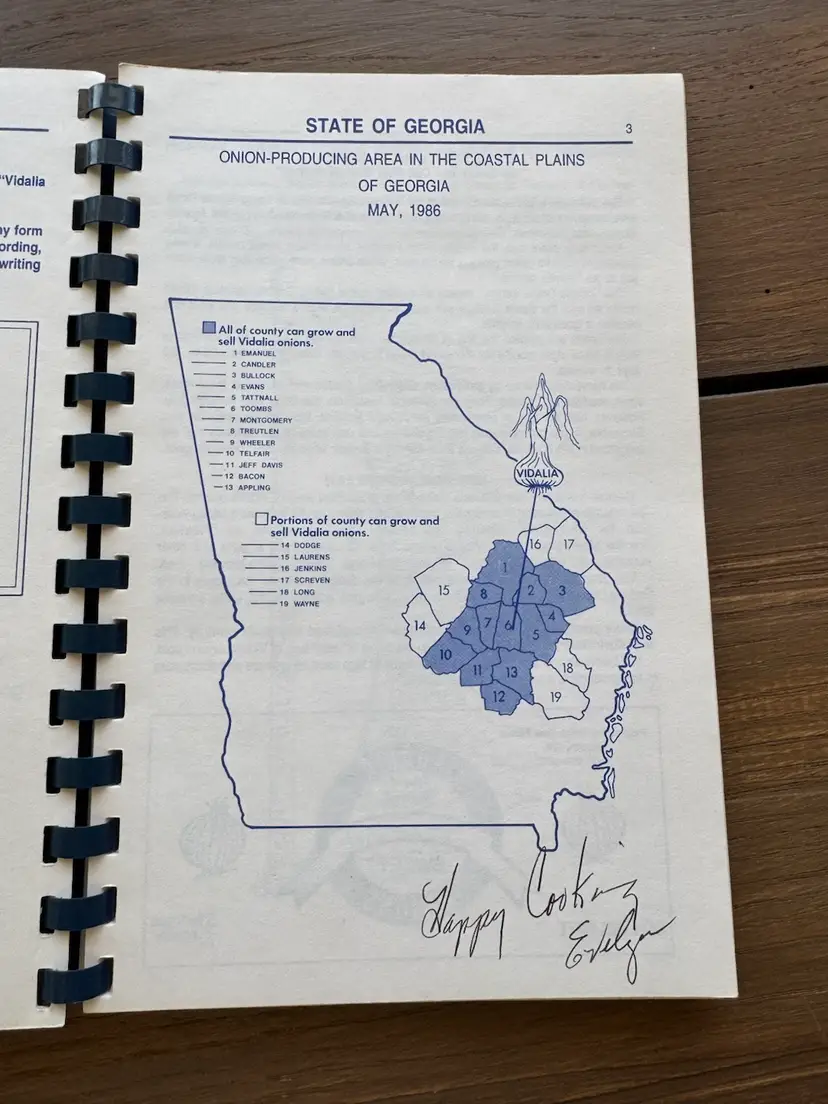 "Vidalia
ny form
ording,
writing
STATE OF GEORGIA
3
ONION-PRODUCING AREA IN THE COASTAL PLAINS
OF GEORGIA
MAY, 1986
All of county can grow and
sell Vidalia onions.
1 EMANUEL
2 CANDLER
3 BULLOCK
4 EVANS
5 TATTNALL
6 TOOMBS
7 MONTGOMERY
8 TREUTLEN
9 WHEELER
10 TELFAIR
11 JEFF DAVIS
12 BACON
13 APPLING
Portions of county can grow and
sell Vidalia onions.
14 DODGE
15 LAURENS
16 JENKINS
17 SCREVEN
18 LONG
19 WAYNE
VIDALIA
16
17
1
15
8
2
3
14
9
7
6
4
5
10
11
13
18
12
19
Happy Cooking
Evelyn